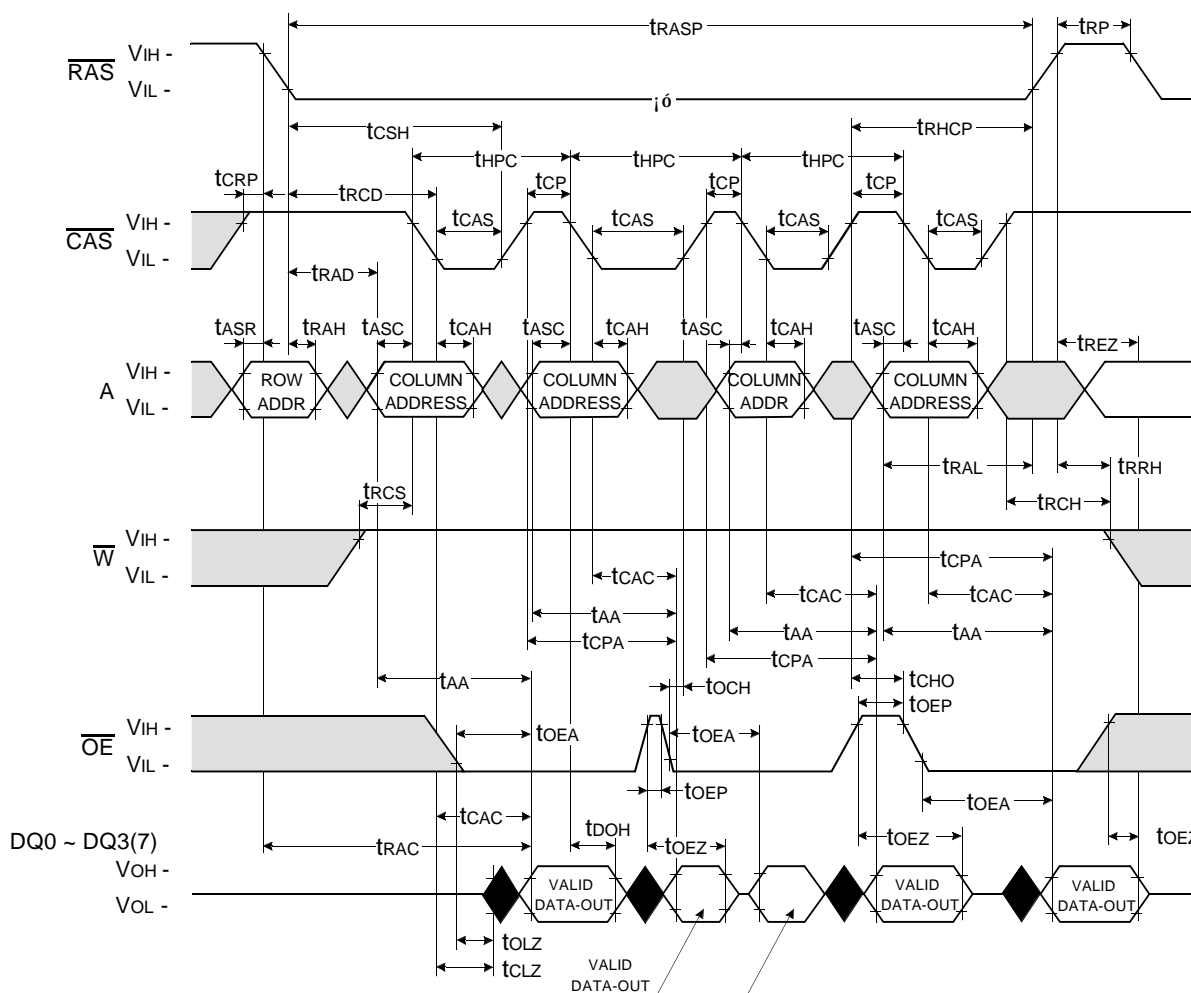 tRASP tRP
RAS VIH -
VIL -
¡ó
tCSH tRHCP
tHPC tHPC tHPC
tCRP tRCD tCP tCP tCP
CAS VIH -
VIL -
tCAS tCAS tCAS tCAS
tRAD
tASR tRAH tASC tCAH tASC tCAH tASC tCAH tASC tCAH tREZ
A VIH -
VIL -
ROW ADDR
COLUMN ADDRESS
COLUMN ADDRESS
COLUMN ADDR
COLUMN ADDRESS
tRAL tRRH
tRCS tRCH
W VIH -
VIL -
tCPA
tCAC tCAC tCAC
tAA tAA tAA
tCPA tCPA
tAA tOCH tCHO
tOEP
OE VIH -
VIL -
tOEA tOEA
tOEP tOEA
tCAC tDOH tOEZ tOEZ tOEZ
DQ0 ~ DQ3(7)
tRAC
VOH -
VOL -
VALID DATA-OUT
VALID DATA-OUT
VALID DATA-OUT
tOLZ
tCLZ
VALID
DATA-OUT